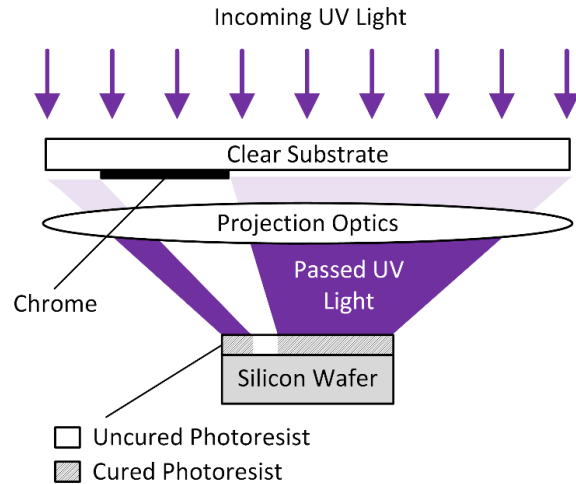 Incoming UV Light
Clear Substrate
Projection Optics
Passed UV
Light
Chrome
Silicon Wafer
Uncured Photoresist
Cured Photoresist